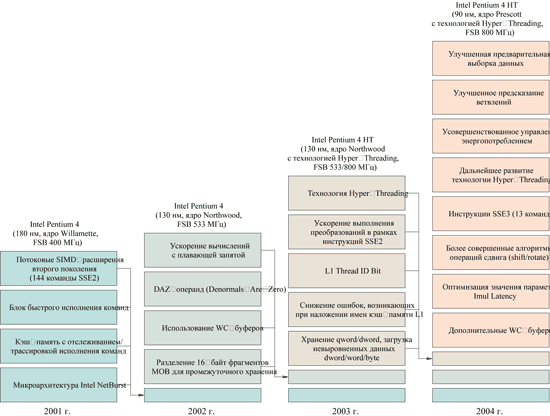 Intel Pentium 4 HT
(90 нм, ядро Prescott
с технологией Hyper□Threading,
FSB 800 МГц)
Улучшенная предварительная
выборка данных
Улучшенное предсказание
ветвлений
Усовершенствованное управле
энергопотреблением
Дальнейшее развитие
технологии Hyper□Threading
Инструкции SSE3 (13 команд
Более совершенные алгоритм
операций сдвига (shift/rotate)
Оптимизация значения парамет
Imul Latency
Дополнительные WC□буфер
2004 г.
Intel Pentium 4 HT
(130 нм, ядро Northwood
с технологией Hyper□Threading,
FSB 533/800 МГц)
Технология Hyper□Threading
Ускорение выполнения
преобразований в рамках
инструкций SSE2
L1 Thread ID Bit
Снижение ошибок, возникающих
при наложении имен кэш□памяти L1
Хранение qword/dword, загрузка
невыровненных данных
dword/word/byte
2003 г.
Intel Pentium 4
(130 нм, ядро Northwood,
FSB 533 МГц)
Ускорение вычислений
с плавающей запятой
DAZ□операнд (Denormals□Are□Zero)
Использование WC□буферов
Разделение 16□байт фрагментов
MOB для промежуточного хранения
2002 г.
Intel Pentium 4
(180 нм, ядро Willamette,
FSB 400 МГц)
Потоковые SIMD□расширения
второго поколения
(144 команды SSE2)
Блок быстрого исполнения команд
Кэш□память с отслеживанием/
трассировкой исполнения команд
Микроархитектура Intel NetBurst
2001 г.